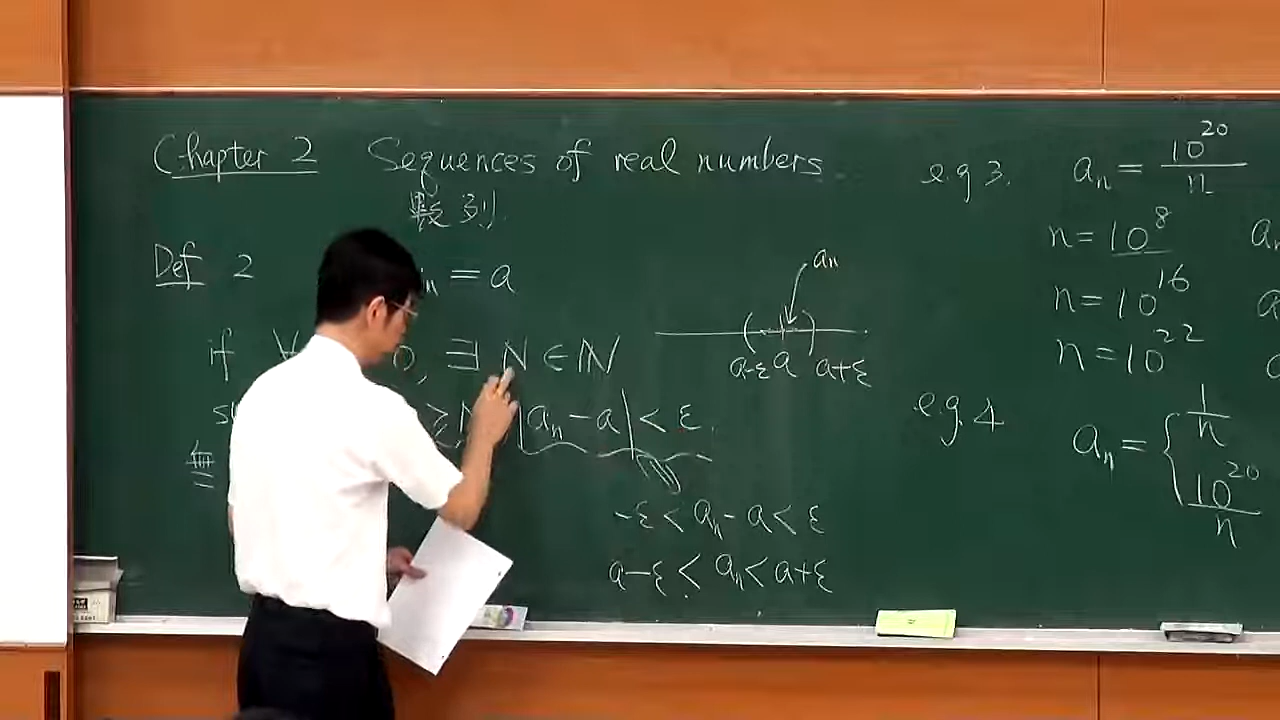 Chapter 2 Sequences of real numbers
數列
Def 2 n = a
if ∀ 0, ∃ N ∈ ℕ
≥ N |aₙ - a| < ε.
-ε < aₙ - a < ε
a-ε < aₙ < a+ε
aₙ
a-ε a a+ε
e.g 3. aₙ = 10²⁰/n
n = 10⁸
n = 10¹⁶
n = 10²²
e.g. 4 aₙ = { 1/n
10²⁰/n